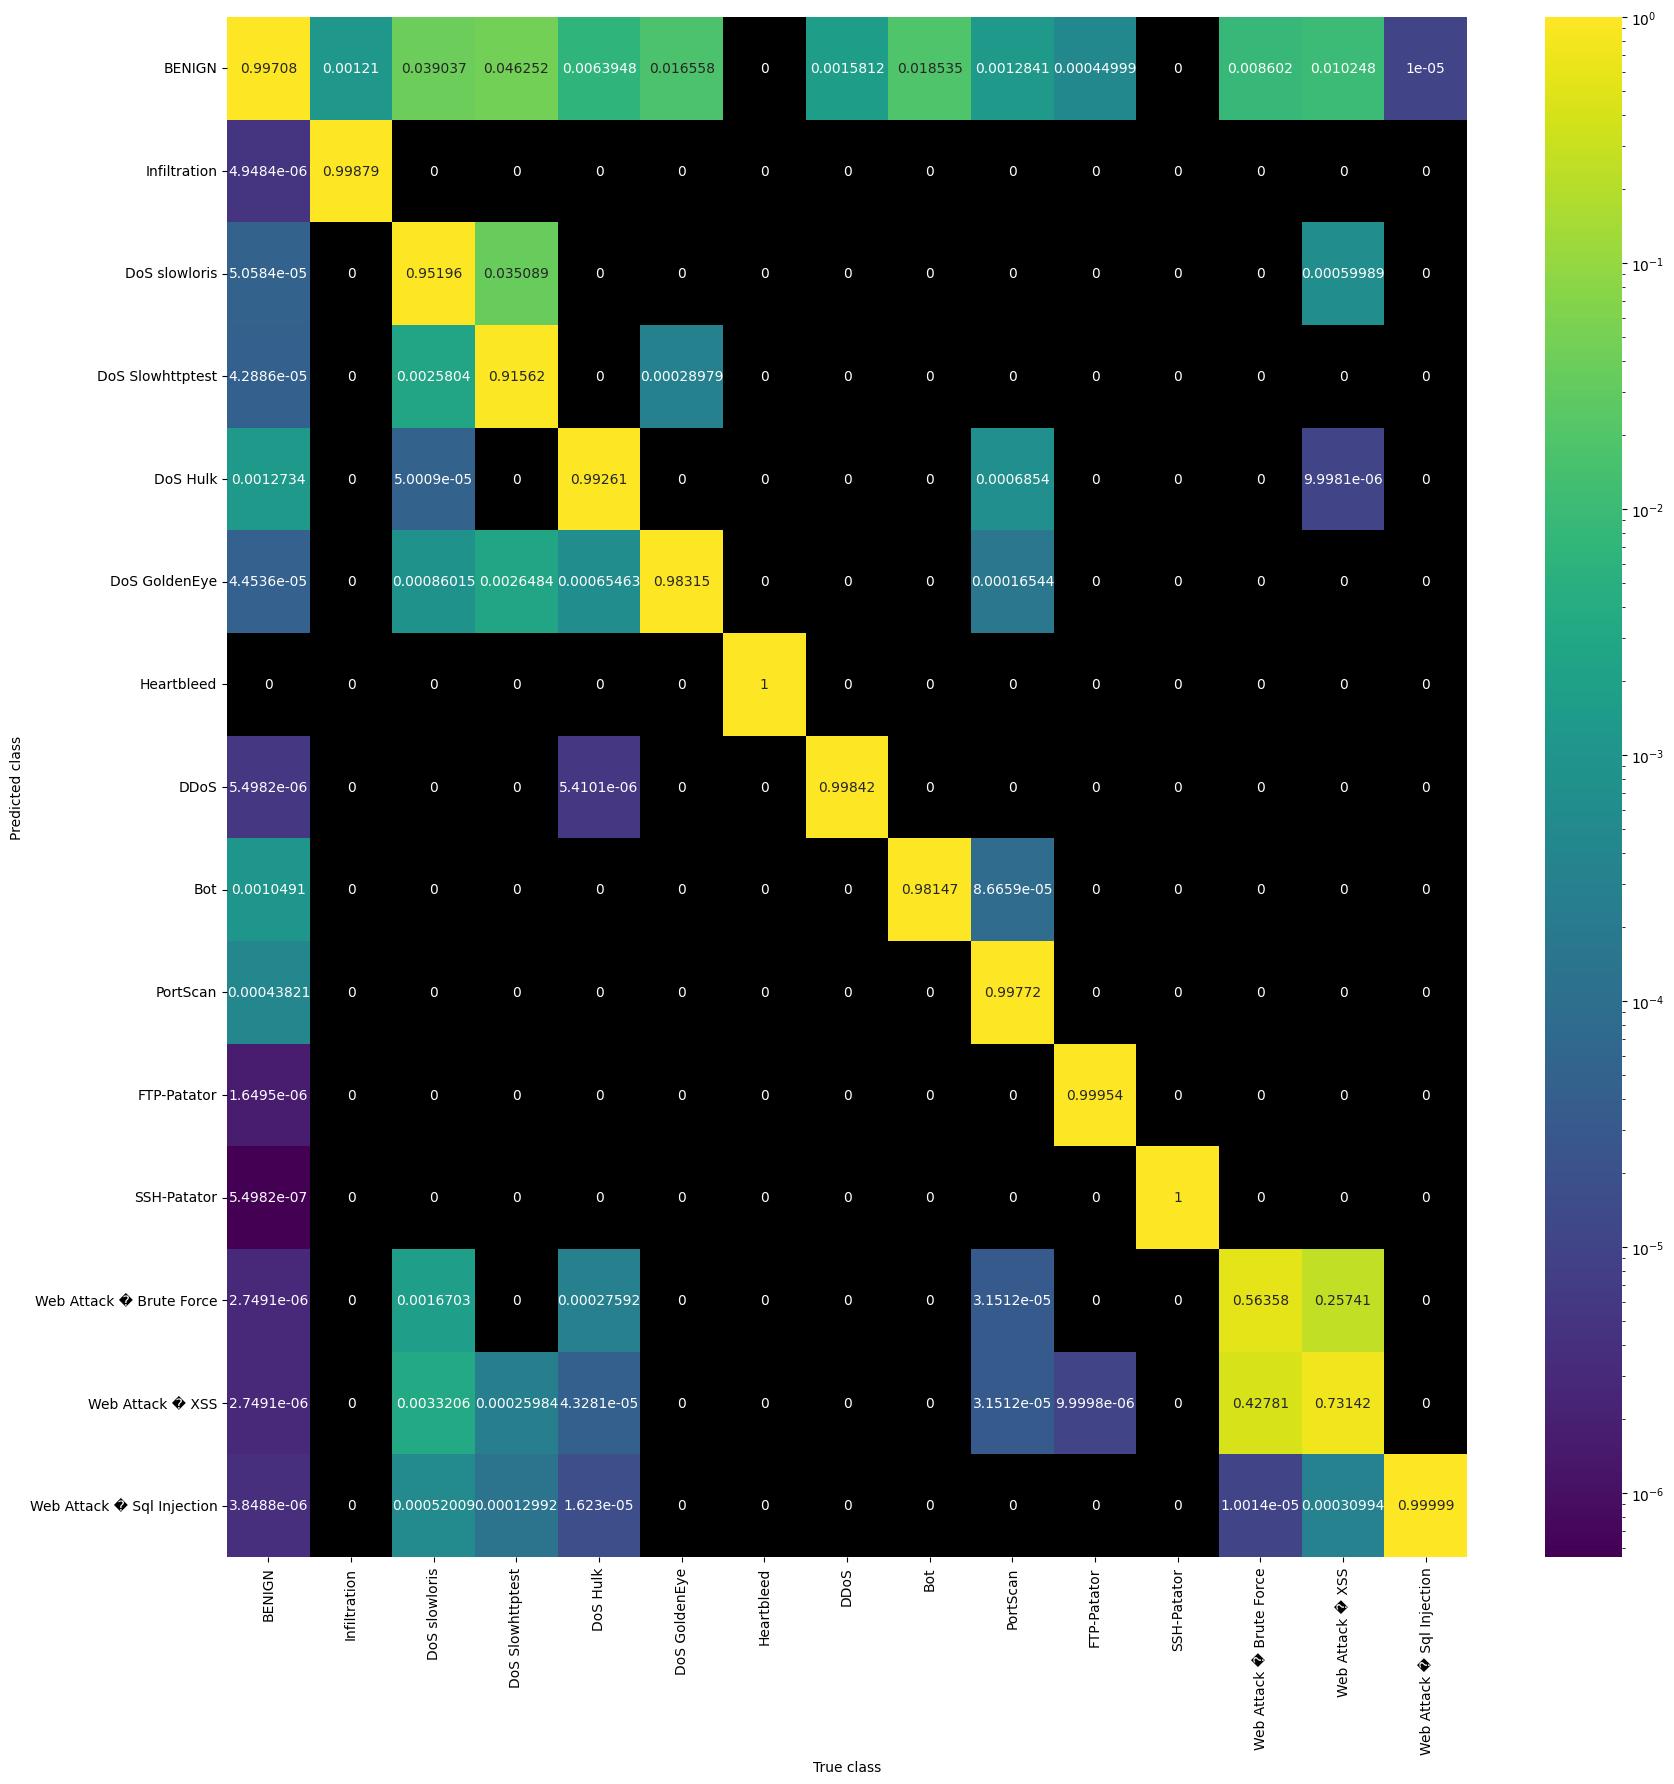 BENIGN 0.99708 0.00121 0.039037 0.046252 0.0063948 0.016558 0 0.0015812 0.018535 0.0012841 0.00044999 0 0.008602 0.010248 1e-05
Infiltration 4.9484e-06 0.99879 0 0 0 0 0 0 0 0 0 0 0 0 0
DoS slowloris 5.0584e-05 0 0.95196 0.035089 0 0 0 0 0 0 0 0 0 0.00059989 0
DoS Slowhttptest 4.2886e-05 0 0.0025804 0.91562 0 0.00028979 0 0 0 0 0 0 0 0 0
DoS Hulk 0.0012734 0 5.0009e-05 0 0.99261 0 0 0 0 0.0006854 0 0 0 9.9981e-06 0
DoS GoldenEye 4.4536e-05 0 0.00086015 0.0026484 0.00065463 0.98315 0 0 0 0.00016544 0 0 0 0 0
Heartbleed 0 0 0 0 0 0 1 0 0 0 0 0 0 0 0
DDoS 5.4982e-06 0 0 0 5.4101e-06 0 0 0.99842 0 0 0 0 0 0 0
Bot 0.0010491 0 0 0 0 0 0 0 0.98147 8.6659e-05 0 0 0 0 0
PortScan 0.00043821 0 0 0 0 0 0 0 0 0.99772 0 0 0 0 0
FTP-Patator 1.6495e-06 0 0 0 0 0 0 0 0 0 0.99954 0 0 0 0
SSH-Patator 5.4982e-07 0 0 0 0 0 0 0 0 0 0 1 0 0 0
Web Attack � Brute Force 2.7491e-06 0 0.0016703 0 0.00027592 0 0 0 0 3.1512e-05 0 0 0.56358 0.25741 0
Web Attack � XSS 2.7491e-06 0 0.0033206 0.00025984 4.3281e-05 0 0 0 0 3.1512e-05 9.9998e-06 0 0.42781 0.73142 0
Web Attack � Sql Injection 3.8488e-06 0 0.00052009 0.00012992 1.623e-05 0 0 0 0 0 0 0 1.0014e-05 0.00030994 0.99999
Predicted class
BENIGN
Infiltration
DoS slowloris
DoS Slowhttptest
DoS Hulk
DoS GoldenEye
Heartbleed
DDoS
Bot
PortScan
FTP-Patator
SSH-Patator
Web Attack � Brute Force
Web Attack � XSS
Web Attack � Sql Injection
True class
10⁰
10⁻¹
10⁻²
10⁻³
10⁻⁴
10⁻⁵
10⁻⁶